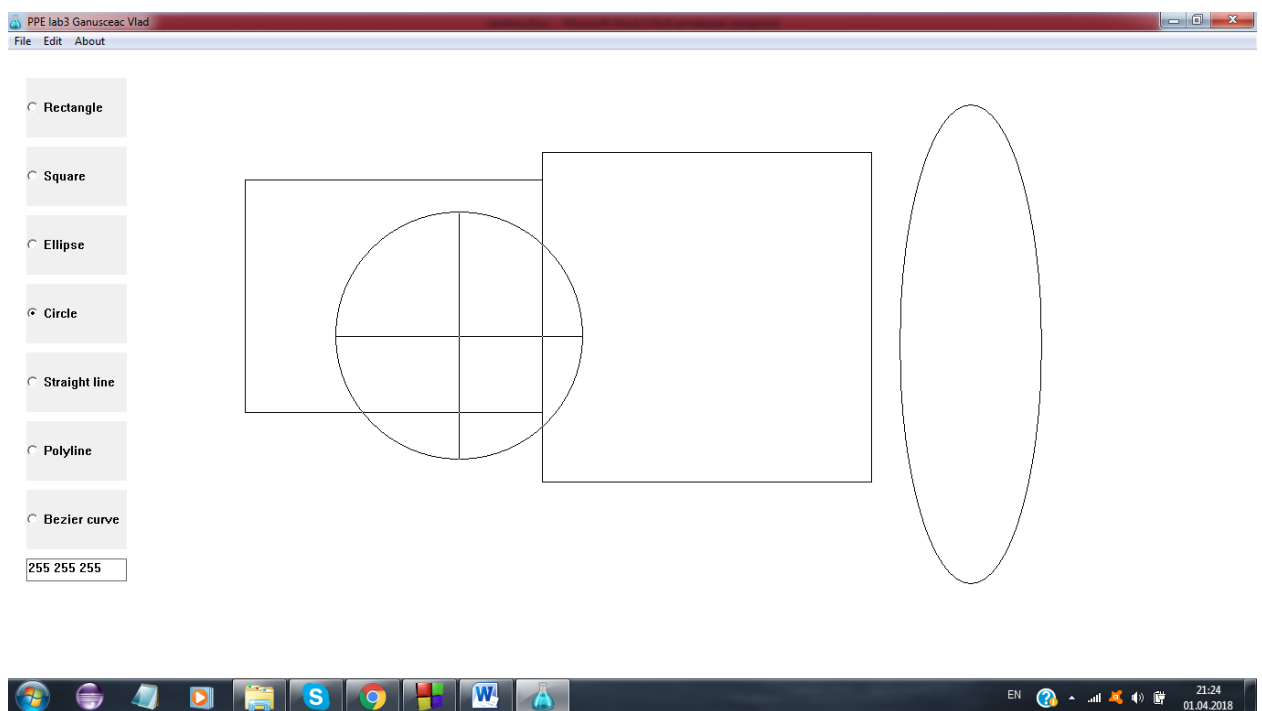 PPE lab3 Ganusceac Vlad
File Edit About
Rectangle
Square
Ellipse
Circle
Straight line
Polyline
Bezier curve
255 255 255
EN
21:24
01.04.2018